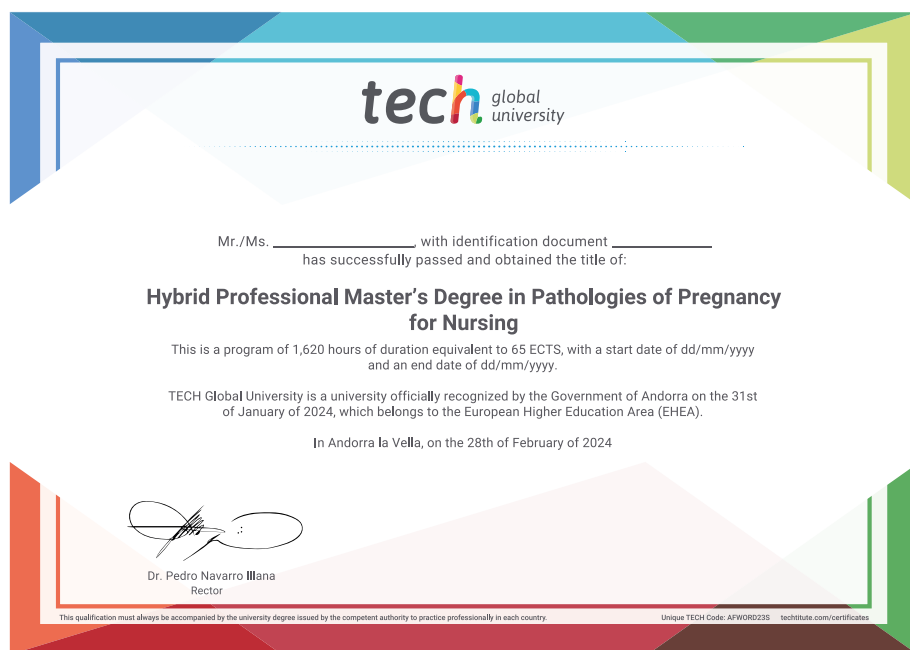 tech global
university
Mr./Ms. ____________, with identification document ____________
has successfully passed and obtained the title of:
Hybrid Professional Master's Degree in Pathologies of Pregnancy
for Nursing
This is a program of 1,620 hours of duration equivalent to 65 ECTS, with a start date of dd/mm/yyyy
and an end date of dd/mm/yyyy.
TECH Global University is a university officially recognized by the Government of Andorra on the 31st
of January of 2024, which belongs to the European Higher Education Area (EHEA).
In Andorra la Vella, on the 28th of February of 2024
Dr. Pedro Navarro Illana
Rector
This qualification must always be accompanied by the university degree issued by the competent authority to practice professionally in each country.
Unique TECH Code: AFWORD23S techtitute.com/certificates